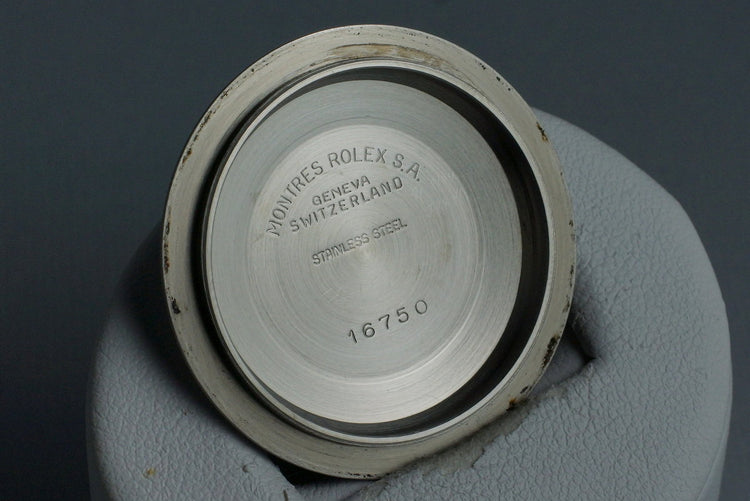 MONTRES ROLEX S.A.
GENEVA
SWITZERLAND
STAINLESS STEEL
16750